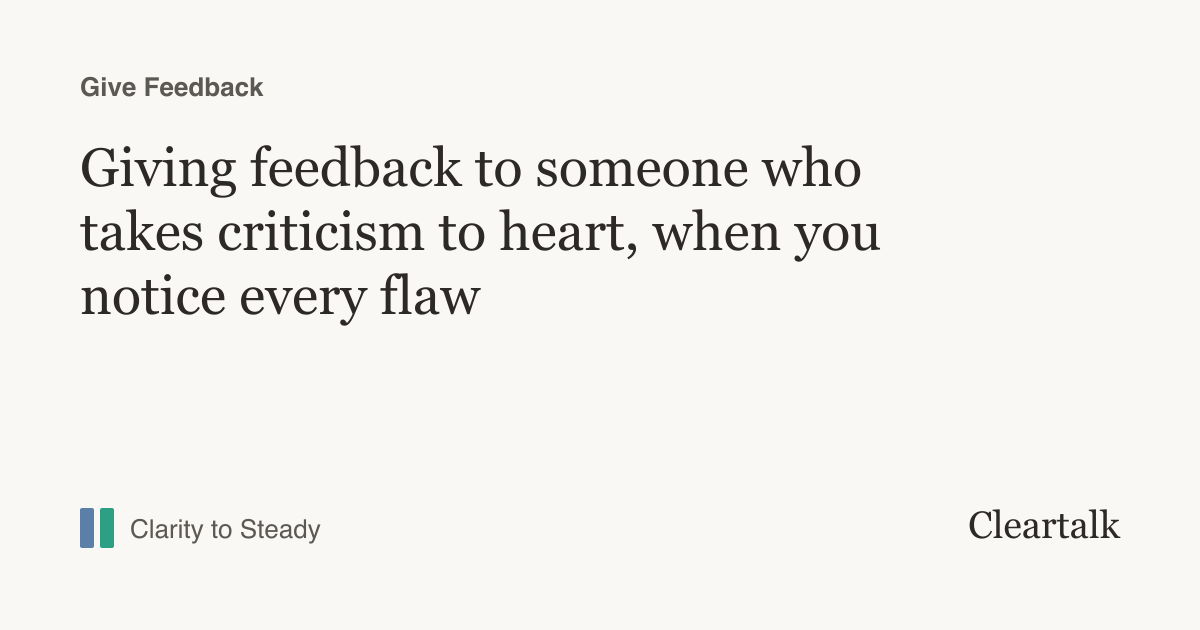 Give Feedback
Giving feedback to someone who
takes criticism to heart, when you
notice every flaw
Clarity to Steady
Cleartalk